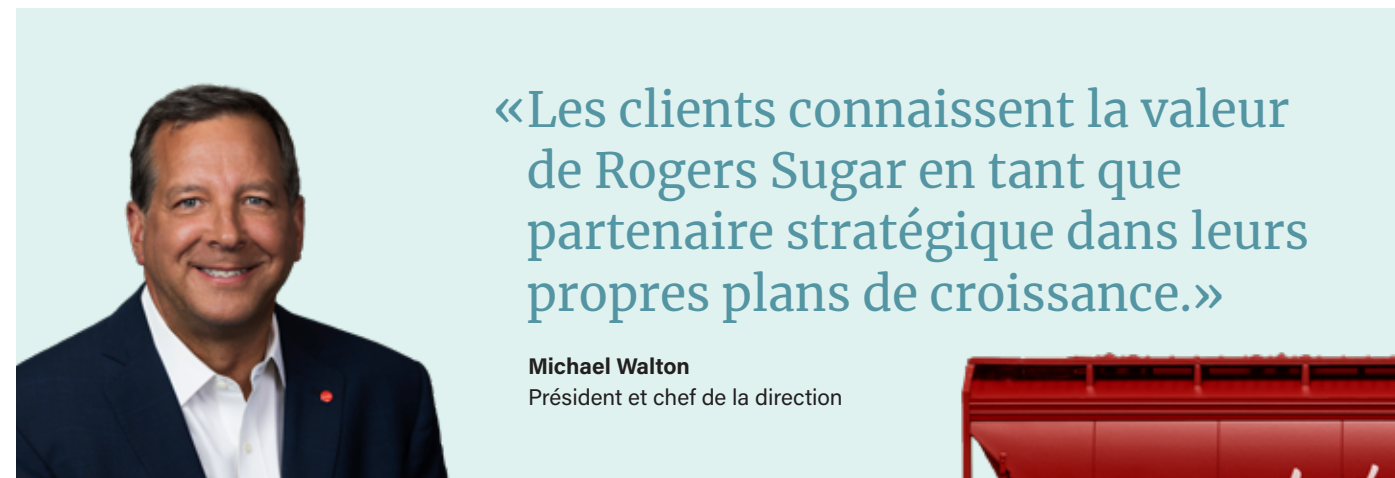 «Les clients connaissent la valeur
de Rogers Sugar en tant que
partenaire stratégique dans leurs
propres plans de croissance.»
Michael Walton
Président et chef de la direction